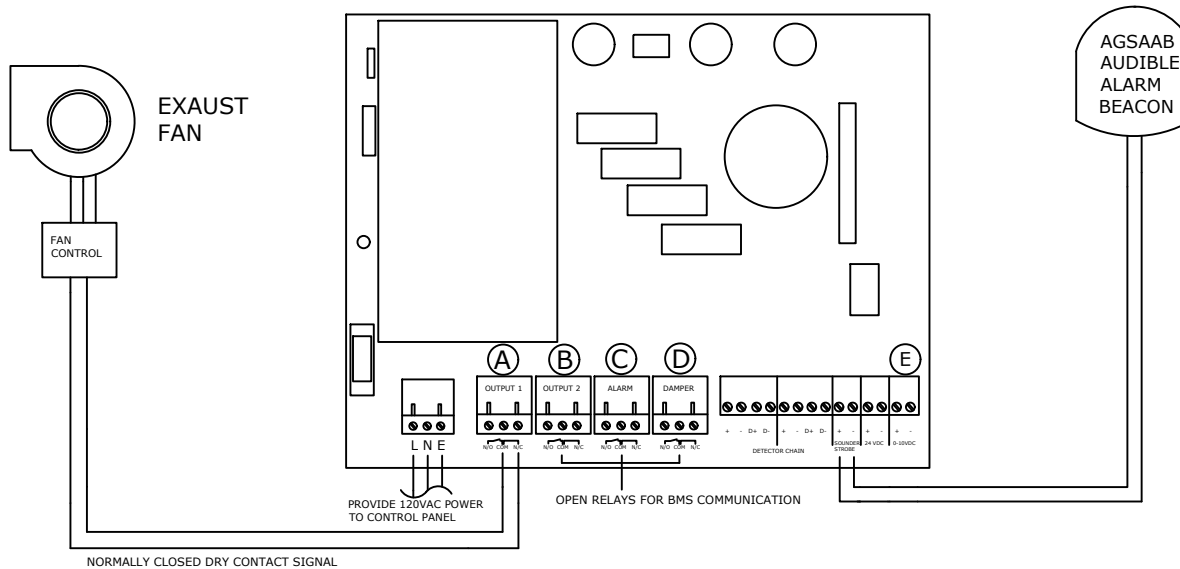 EXAUST
FAN
FAN
CONTROL
AGSAAB
AUDIBLE
ALARM
BEACON
A
B
C
D
E
OUTPUT 1
OUTPUT 2
ALARM
DAMPER
+ - D+ D- + - D+ D- + - + - + -
DETECTOR CHAIN
SOUNDER/
STROBE
24 VDC
0-10VDC
L N E
N/O COM N/C
N/O COM N/C
N/O COM N/C
N/O COM N/C
PROVIDE 120VAC POWER
TO CONTROL PANEL
OPEN RELAYS FOR BMS COMMUNICATION
NORMALLY CLOSED DRY CONTACT SIGNAL